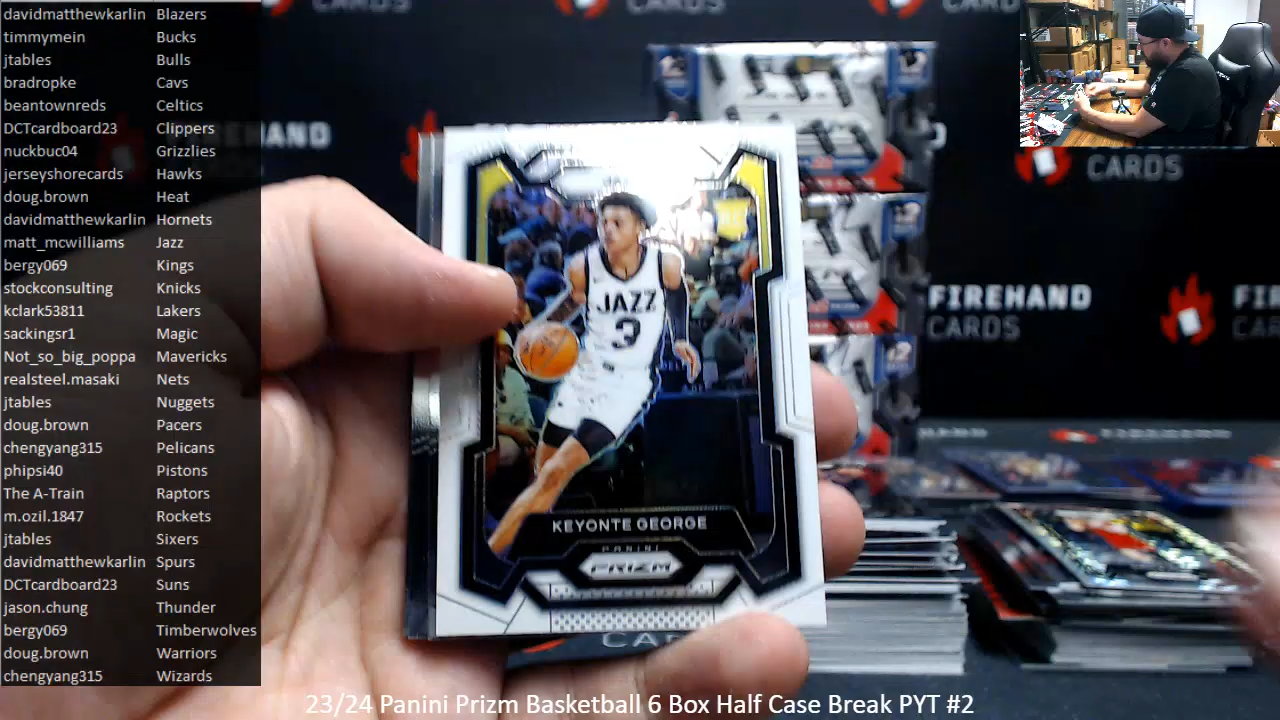 davidmatthewkarlin Blazers
timmymein Bucks
jtables Bulls
bradropke Cavs
beantownreds Celtics
DCTcardboard23 Clippers
nuckbuc04 Grizzlies
jerseyshorecards Hawks
doug.brown Heat
davidmatthewkarlin Hornets
matt_mcwilliams Jazz
bergy069 Kings
stockconsulting Knicks
kclark53811 Lakers
sackingsr1 Magic
Not_so_big_poppa Mavericks
realsteel.masaki Nets
jtables Nuggets
doug.brown Pacers
chengyang315 Pelicans
phipsi40 Pistons
The A-Train Raptors
m.ozil.1847 Rockets
jtables Sixers
davidmatthewkarlin Spurs
DCTcardboard23 Suns
jason.chung Thunder
bergy069 Timberwolves
doug.brown Warriors
chengyang315 Wizards
CARDS
FIREHAND
CARDS
FIREHAND
CARDS
JAZZ
3
KEYONTE GEORGE
PANINI
PRIZM
23/24 Panini Prizm Basketball 6 Box Half Case Break PYT #2